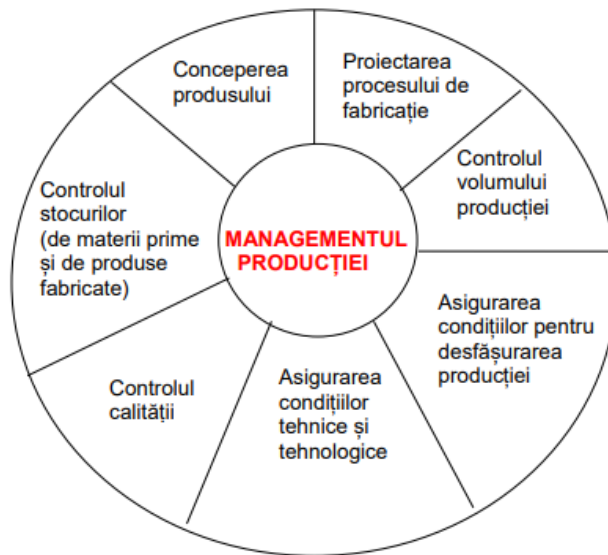 Conceperea
produsului
Proiectarea
procesului de
fabricație
Controlul
volumului
producției
Asigurarea
condițiilor pentru
desfășurarea
producției
Asigurarea
condițiilor
tehnice și
tehnologice
Controlul
calității
Controlul
stocurilor
(de materii prime
și de produse
fabricate)
MANAGEMENTUL
PRODUCȚIEI